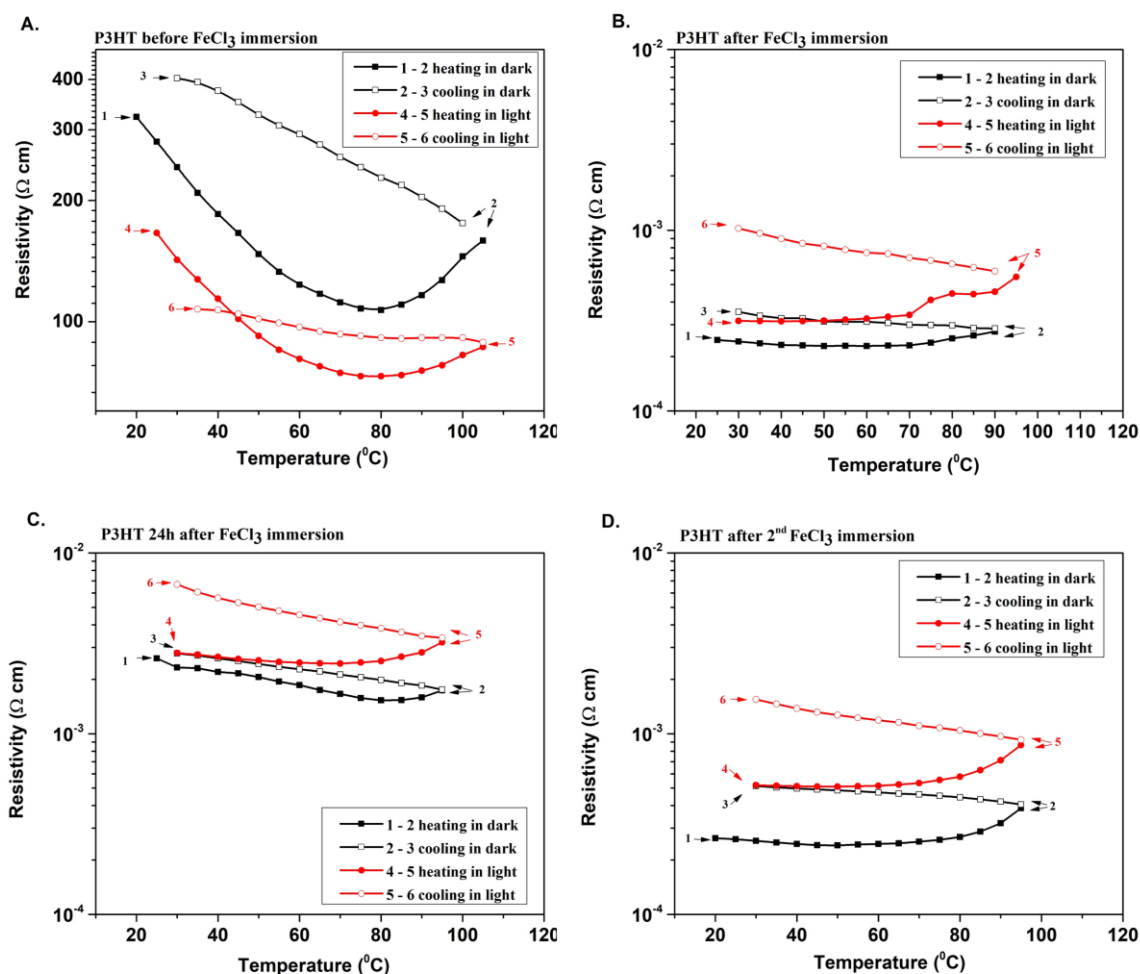 A.
P3HT before FeCl3 immersion
1 - 2 heating in dark
2 - 3 cooling in dark
4 - 5 heating in light
5 - 6 cooling in light
400
300
200
100
Resistivity (Ω cm)
3
1
2
4
6
5
20 40 60 80 100 120
Temperature (⁰C)
B.
P3HT after FeCl3 immersion
1 - 2 heating in dark
2 - 3 cooling in dark
4 - 5 heating in light
5 - 6 cooling in light
10⁻²
10⁻³
10⁻⁴
Resistivity (Ω cm)
6
5
3
4
2
1
20 30 40 50 60 70 80 90 100 110 120
Temperature (⁰C)
C.
P3HT 24h after FeCl3 immersion
10⁻²
10⁻³
10⁻⁴
Resistivity (Ω cm)
6
4
5
3
1
2
1 - 2 heating in dark
2 - 3 cooling in dark
4 - 5 heating in light
5 - 6 cooling in light
20 40 60 80 100 120
Temperature (⁰C)
D.
P3HT after 2nd FeCl3 immersion
1 - 2 heating in dark
2 - 3 cooling in dark
4 - 5 heating in light
5 - 6 cooling in light
10⁻²
10⁻³
10⁻⁴
Resistivity (Ω cm)
6
5
4
3
2
1
20 40 60 80 100 120
Temperature (⁰C)